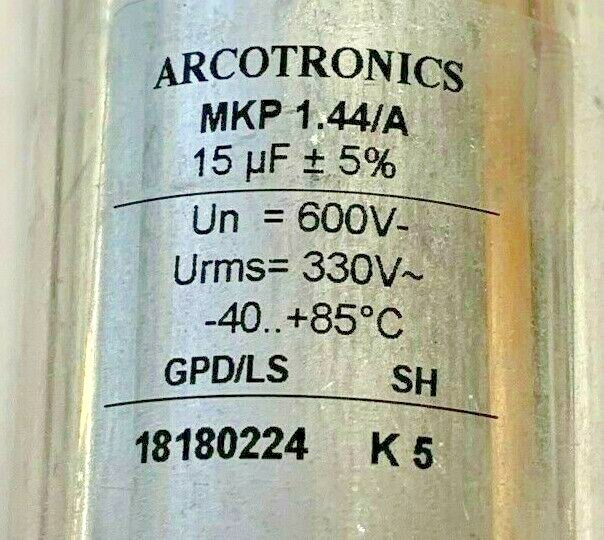 ARCOTRONICS
MKP 1.44/A
15 µF ± 5%
Un = 600V-
Urms= 330V~
-40..+85°C
GPD/LS SH
18180224 K 5